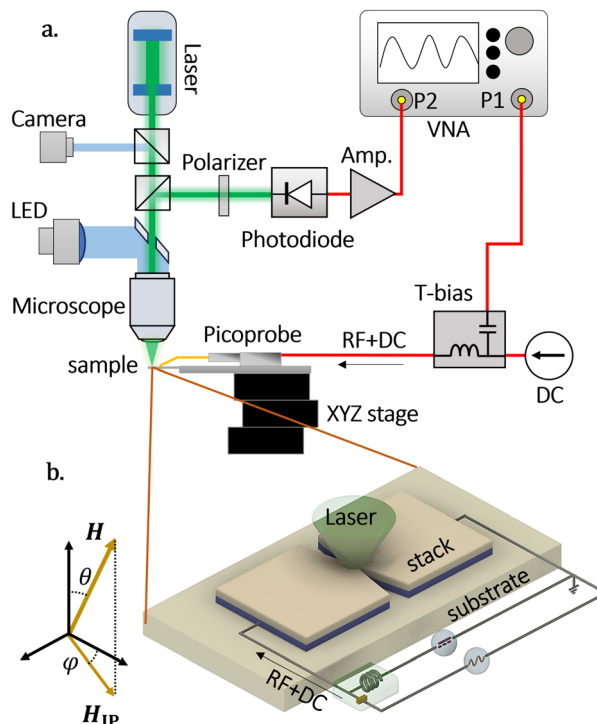 a.
Laser
Camera
P2
P1
VNA
Polarizer
Amp.
LED
Photodiode
T-bias
Microscope
Picoprobe
RF+DC
sample
DC
XYZ stage
b.
H
Laser
θ
stack
substrate
φ
RF+DC
H_IP